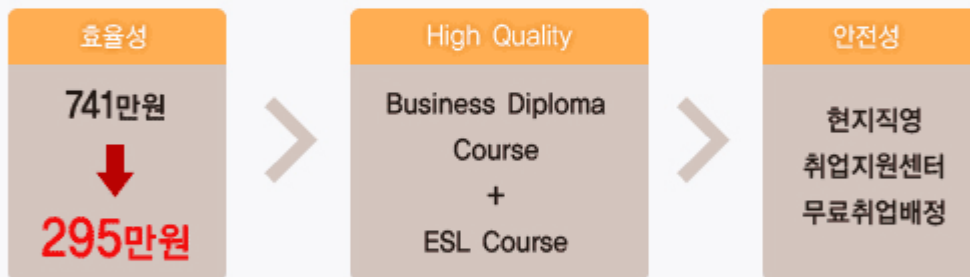 효율성
741만원
295만원
High Quality
Business Diploma
Course
+
ESL Course
안전성
현지직영
취업지원센터
무료취업배정